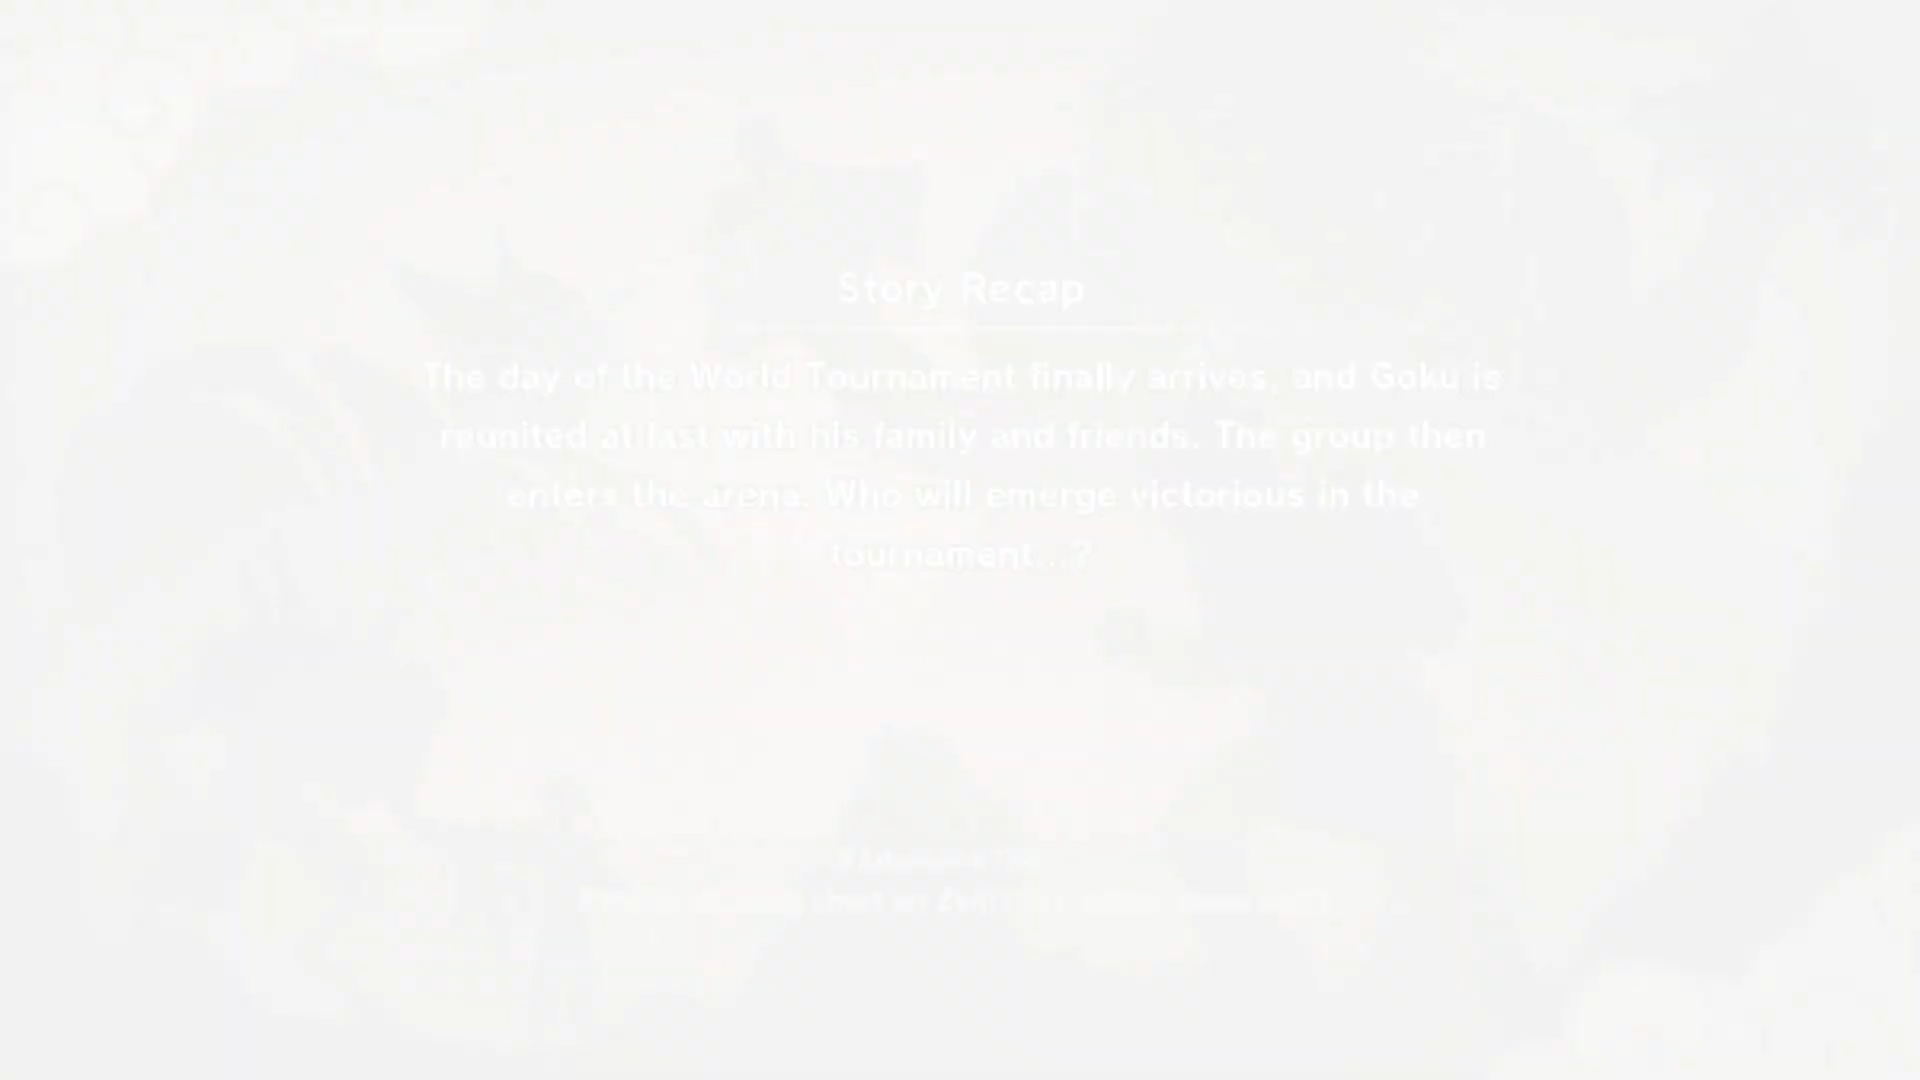 Story Recap
The day of the World Tournament finally arrives, and Goku is
reunited at last with his family and friends. The group then
enters the arena. Who will emerge victorious in the
tournament...?